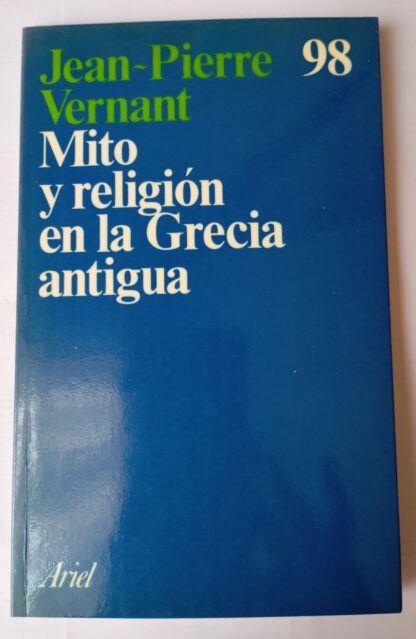 Jean-Pierre 98
Vernant
Mito
y religión
en la Grecia
antigua
Ariel